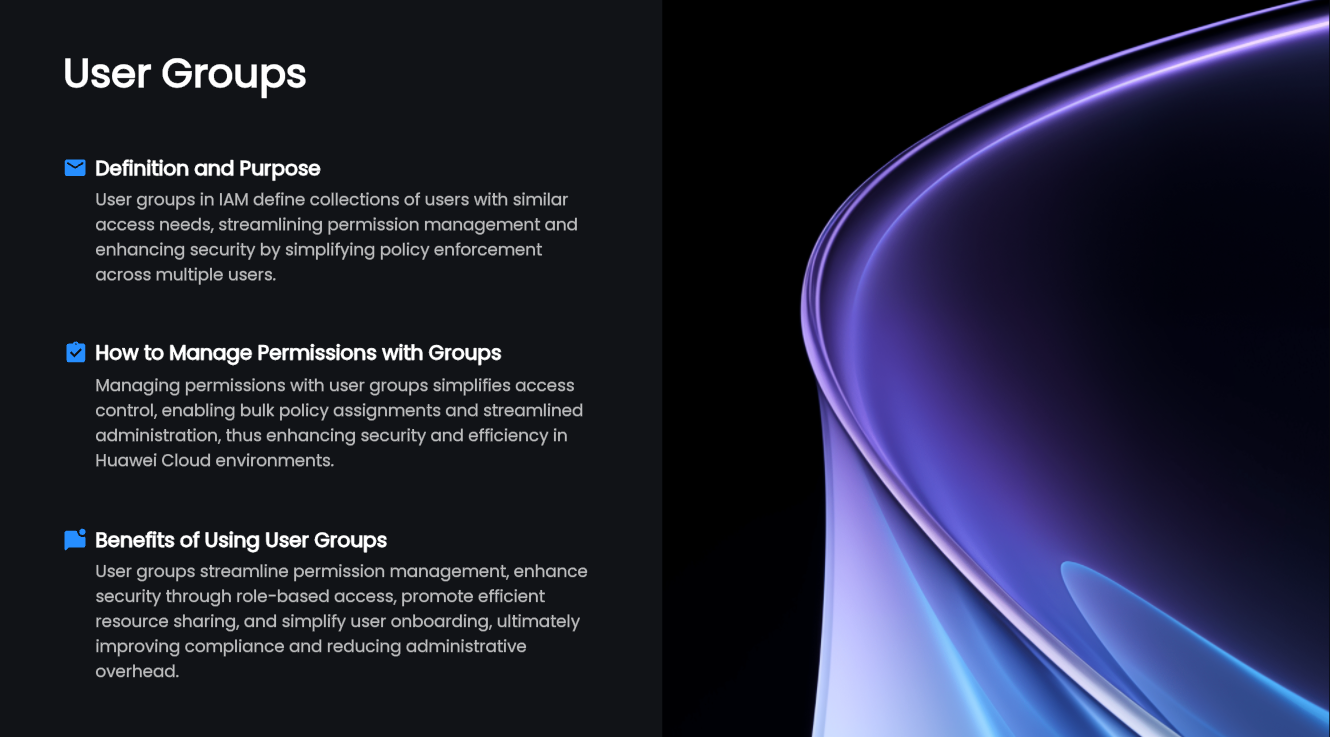 User Groups
Definition and Purpose
User groups in IAM define collections of users with similar
access needs, streamlining permission management and
enhancing security by simplifying policy enforcement
across multiple users.
How to Manage Permissions with Groups
Managing permissions with user groups simplifies access
control, enabling bulk policy assignments and streamlined
administration, thus enhancing security and efficiency in
Huawei Cloud environments.
Benefits of Using User Groups
User groups streamline permission management, enhance
security through role-based access, promote efficient
resource sharing, and simplify user onboarding, ultimately
improving compliance and reducing administrative
overhead.